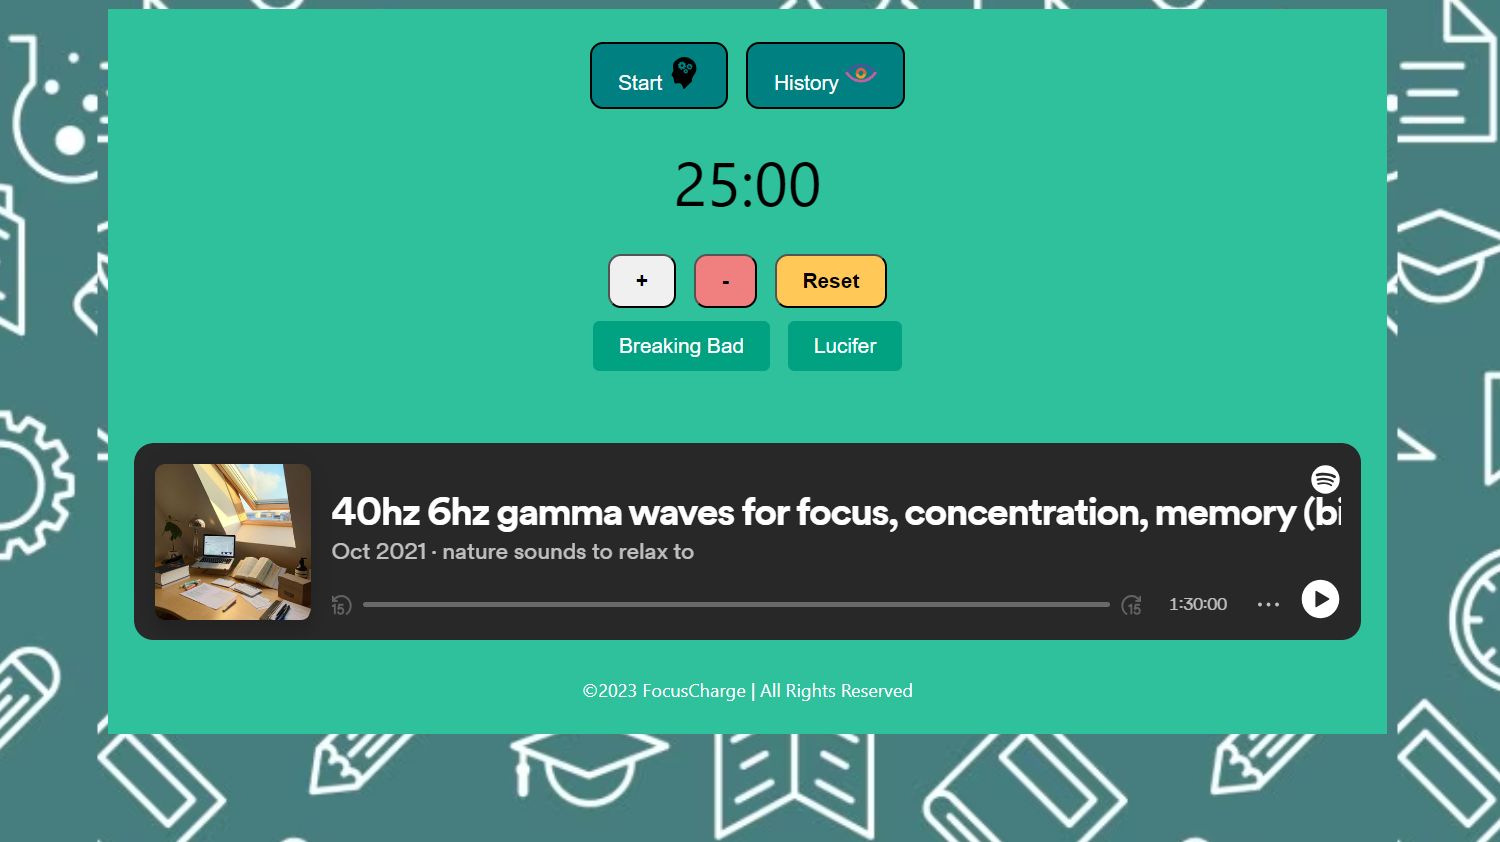 Start
History
25:00
+
-
Reset
Breaking Bad
Lucifer
40hz 6hz gamma waves for focus, concentration, memory (bi
Oct 2021 · nature sounds to relax to
15
15
1:30:00
©2023 FocusCharge | All Rights Reserved